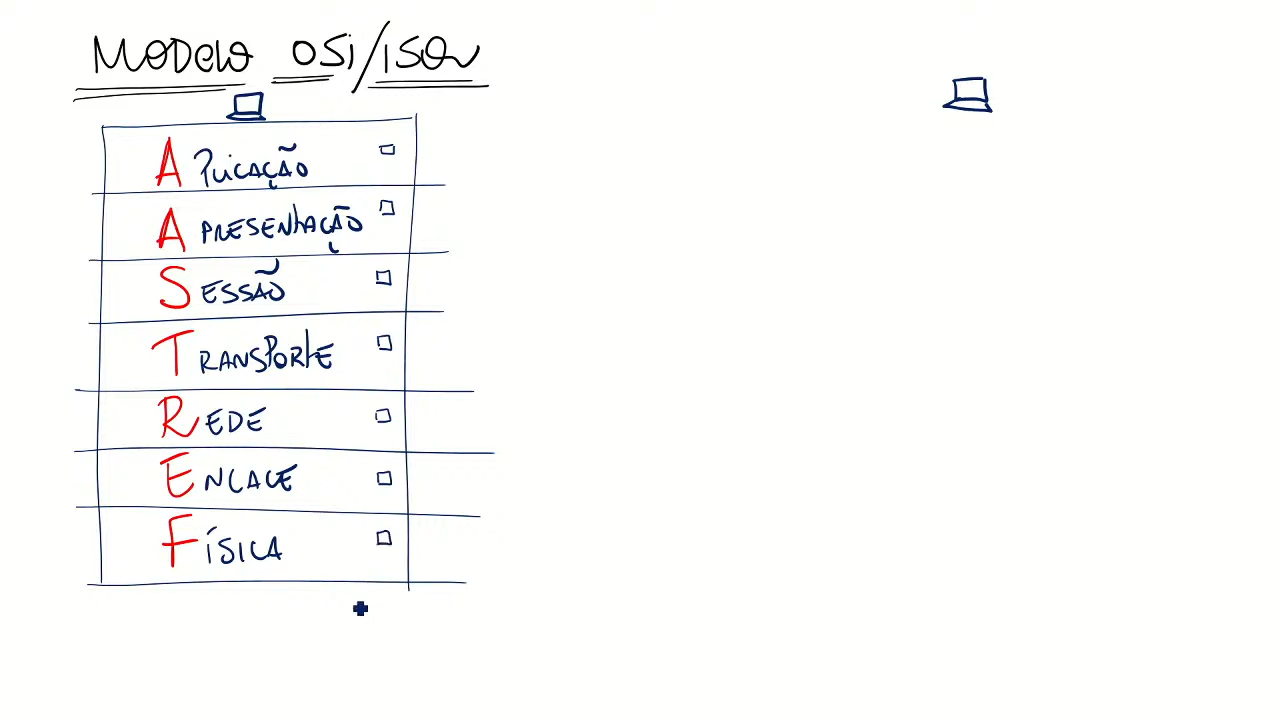 MODELO OSI/ISO
APLICAÇÃO
APRESENTAÇÃO
SESSÃO
TRANSPORTE
REDE
ENLACE
FÍSICA